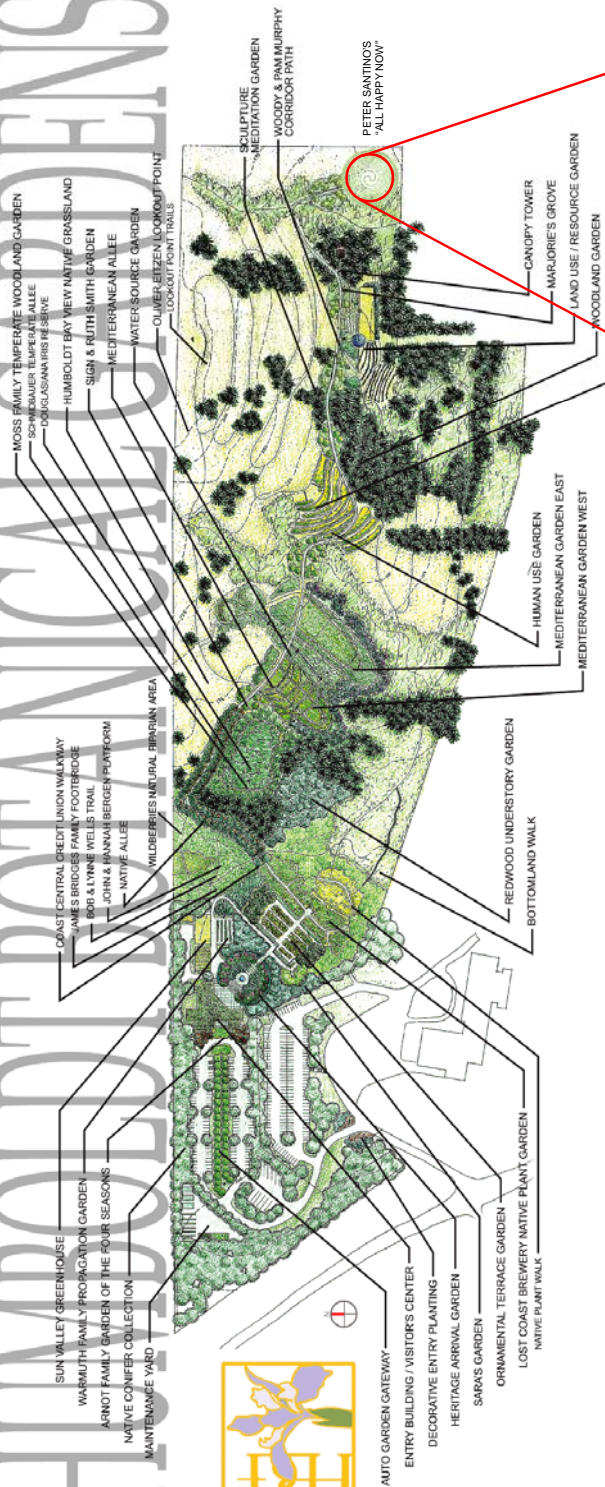 HUMBOLDT BOTANICAL GARDENS
SUN VALLEY GREENHOUSE
WARMUTH FAMILY PROPAGATION GARDEN
ARNOT FAMILY GARDEN OF THE FOUR SEASONS
NATIVE CONIFER COLLECTION
MAINTENANCE YARD
COAST CENTRAL CREDIT UNION WALKWAY
JAMES BRIDGES FAMILY FOOTBRIDGE
BOB & LYNNE WELLS TRAIL
JOHN & HANNAH BERGEN PLATFORM
NATIVE ALLEE
WILDBERRIES NATURAL RIPARIAN AREA
MOSS FAMILY TEMPERATE WOODLAND GARDEN
SCHMIDBAUER TEMPERATE ALLEE
DOUGLASIANA IRIS RESERVE
HUMBOLDT BAY VIEW NATIVE GRASSLAND
SIGN & RUTH SMITH GARDEN
MEDITERRANEAN ALLEE
WATER SOURCE GARDEN
OLIVER EITZEN LOOKOUT POINT
LOOKOUT POINT TRAILS
SCULPTURE
MEDITATION GARDEN
WOODY & PAM MURPHY
CORRIDOR PATH
PETER SANTINO'S
"ALL HAPPY NOW"
N
AUTO GARDEN GATEWAY
ENTRY BUILDING / VISITOR'S CENTER
DECORATIVE ENTRY PLANTING
HERITAGE ARRIVAL GARDEN
SARA'S GARDEN
ORNAMENTAL TERRACE GARDEN
LOST COAST BREWERY NATIVE PLANT GARDEN
NATIVE PLANT WALK
REDWOOD UNDERSTORY GARDEN
BOTTOMLAND WALK
HUMAN USE GARDEN
MEDITERRANEAN GARDEN EAST
MEDITERRANEAN GARDEN WEST
CANOPY TOWER
MARJORIE'S GROVE
LAND USE / RESOURCE GARDEN
WOODLAND GARDEN